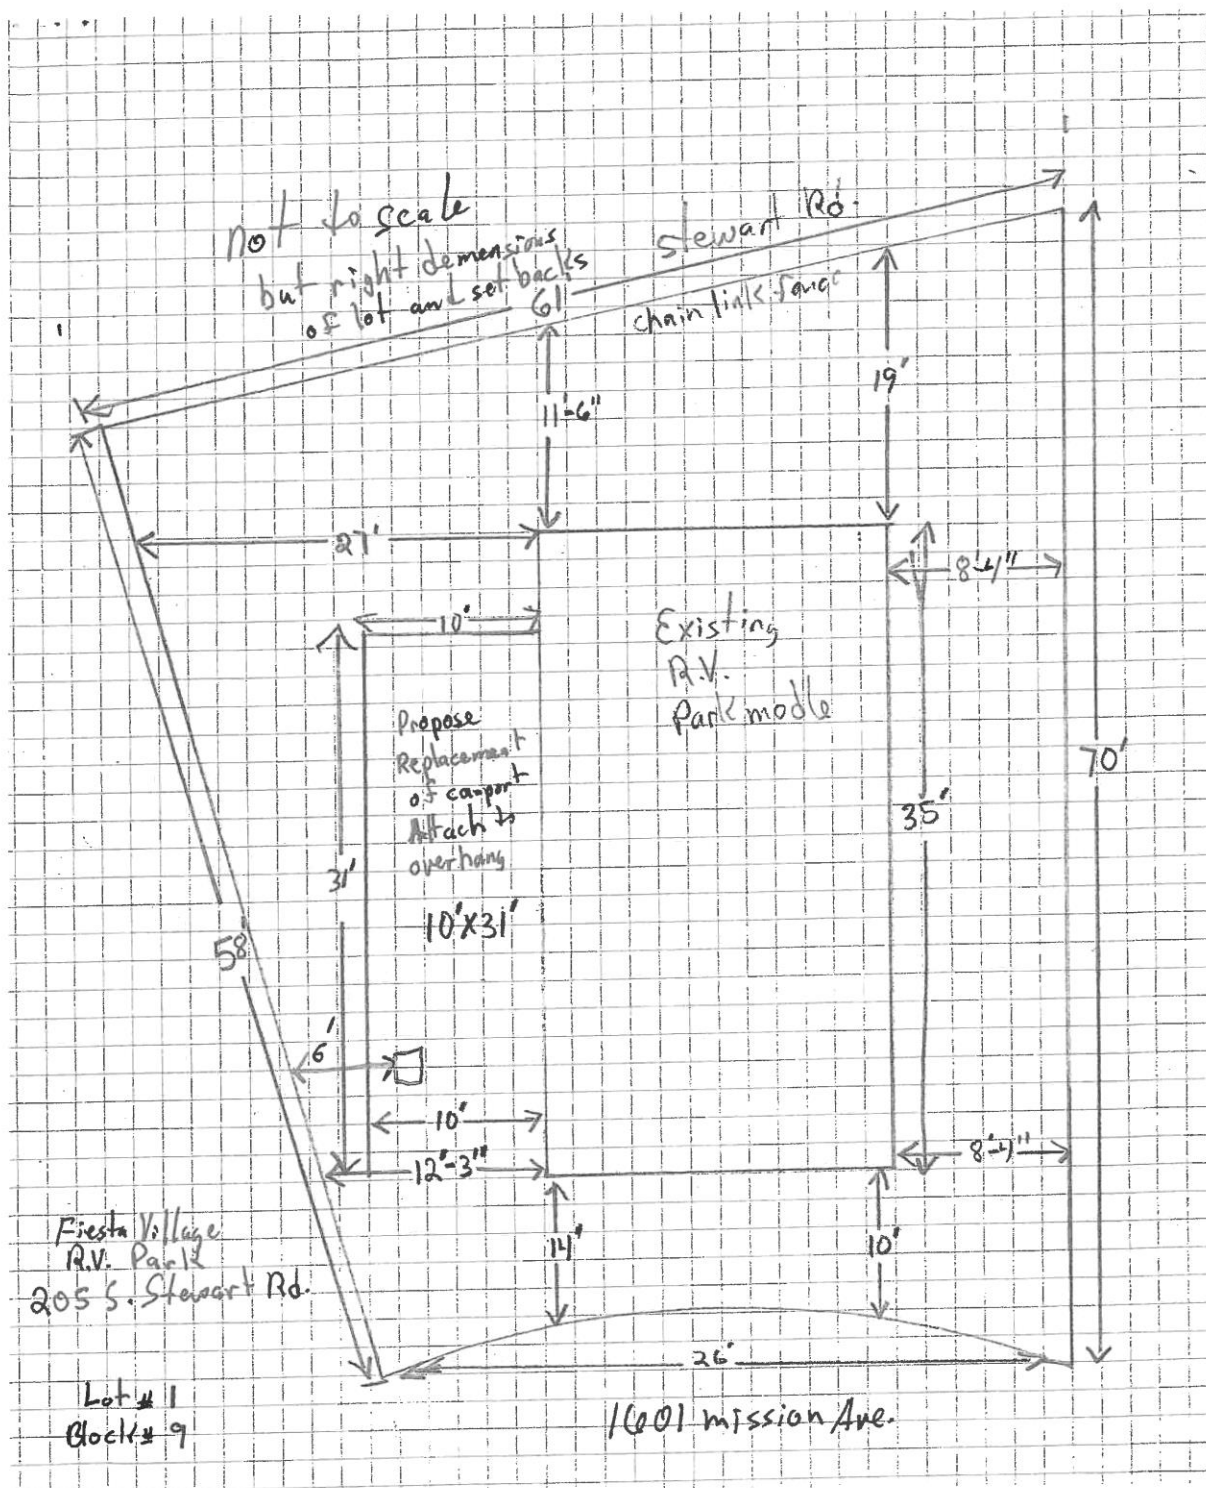 not to scale
but right demensions
of lot and setbacks
61'
Stewart Rd.
chain link fence
11'-6"
19'
27'
8'-4"
10'
Existing
R.V.
Park modle
Propose
Replacement
of carport
Attach to
overhang
10'X31'
31'
35'
70'
58'
6'
10'
12'-3"
8'-4"
14'
10'
26'
Fiesta Village
R.V. Park
205 S. Stewart Rd.
Lot # 1
Block # 9
1601 mission Ave.